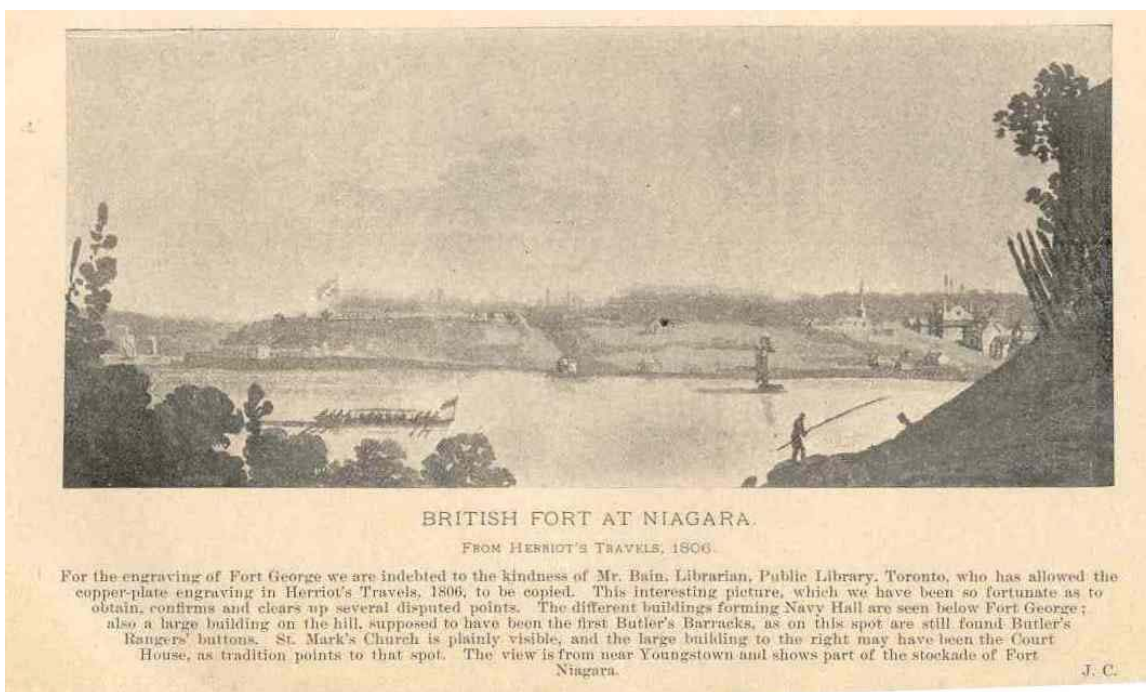 BRITISH FORT AT NIAGARA.
FROM HERRIOT'S TRAVELS, 1806.
For the engraving of Fort George we are indebted to the kindness of Mr. Bain, Librarian, Public Library, Toronto, who has allowed the
copper-plate engraving in Herriot's Travels, 1806, to be copied. This interesting picture, which we have been so fortunate as to
obtain, confirms and clears up several disputed points. The different buildings forming Navy Hall are seen below Fort George;
also a large building on the hill, supposed to have been the first Butler's Barracks, as on this spot are still found Butler's
Rangers' buttons. St. Mark's Church is plainly visible, and the large building to the right may have been the Court
House, as tradition points to that spot. The view is from near Youngstown and shows part of the stockade of Fort
Niagara. J. C.